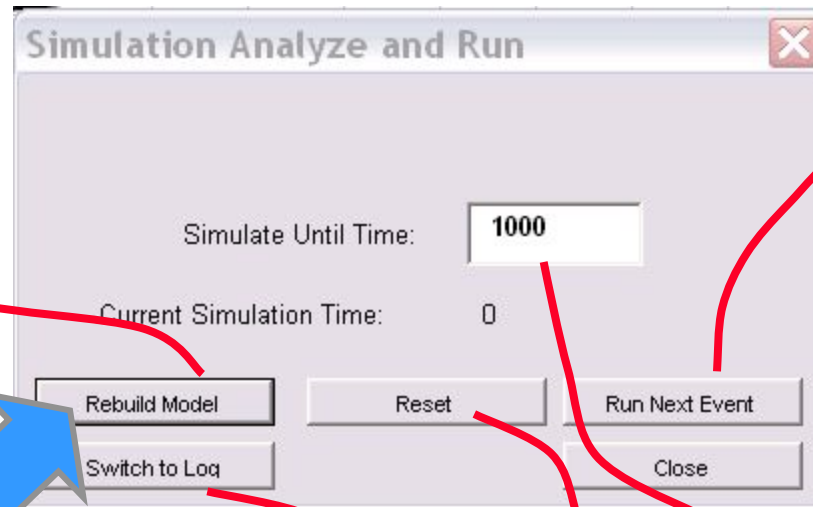 Simulation Analyze and Run
Simulate Until Time: 1000
Current Simulation Time: 0
Rebuild Model Reset Run Next Event
Switch to Log Close